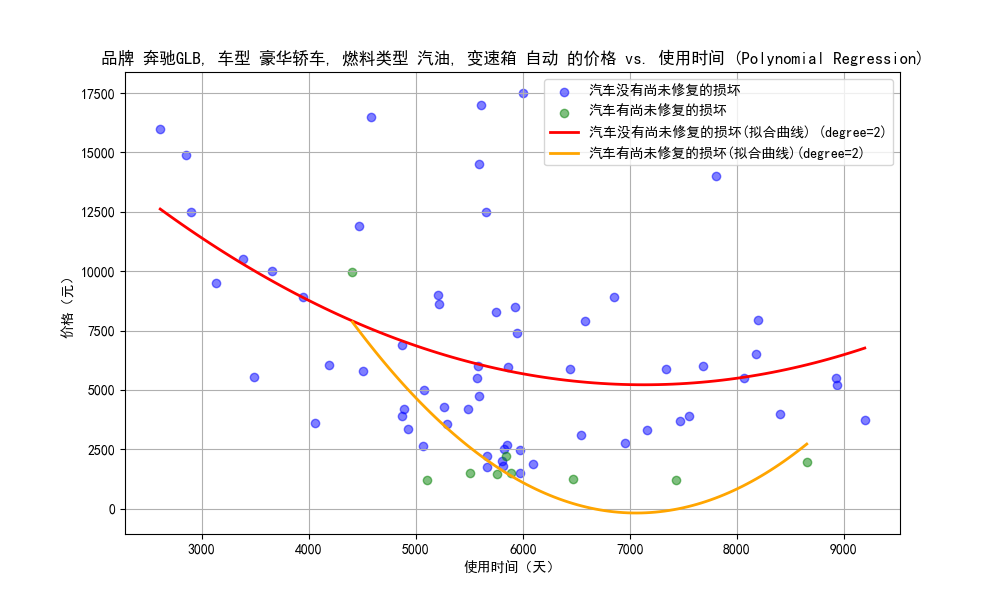 品牌 奔驰GLB, 车型 豪华轿车, 燃料类型 汽油, 变速箱 自动 的价格 vs. 使用时间 (Polynomial Regression)
汽车没有尚未修复的损坏
汽车有尚未修复的损坏
汽车没有尚未修复的损坏(拟合曲线) (degree=2)
汽车有尚未修复的损坏(拟合曲线)(degree=2)
价格（元）
17500
15000
12500
10000
7500
5000
2500
0
3000 4000 5000 6000 7000 8000 9000
使用时间（天）